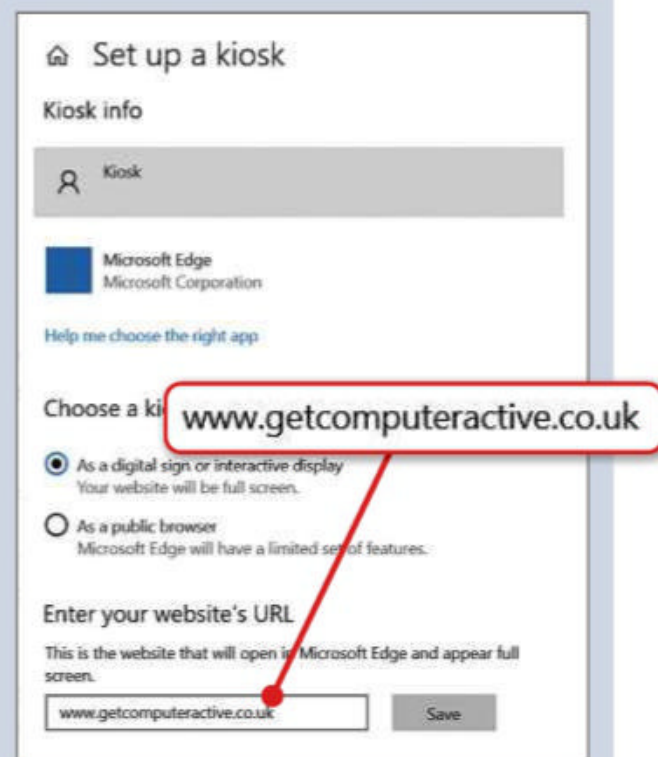 Set up a kiosk
Kiosk info
Kiosk
Microsoft Edge
Microsoft Corporation
Help me choose the right app
Choose a ki
www.getcomputeractive.co.uk
As a digital sign or interactive display
Your website will be full screen.
As a public browser
Microsoft Edge will have a limited set of features.
Enter your website's URL
This is the website that will open in Microsoft Edge and appear full
screen.
www.getcomputeractive.co.uk
Save